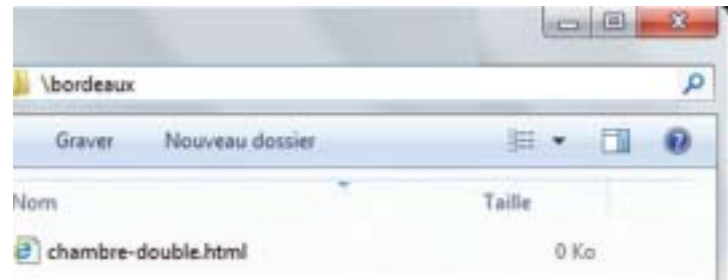 \bordeaux
Graver Nouveau dossier
Nom Taille
chambre-double.html 0 Ko